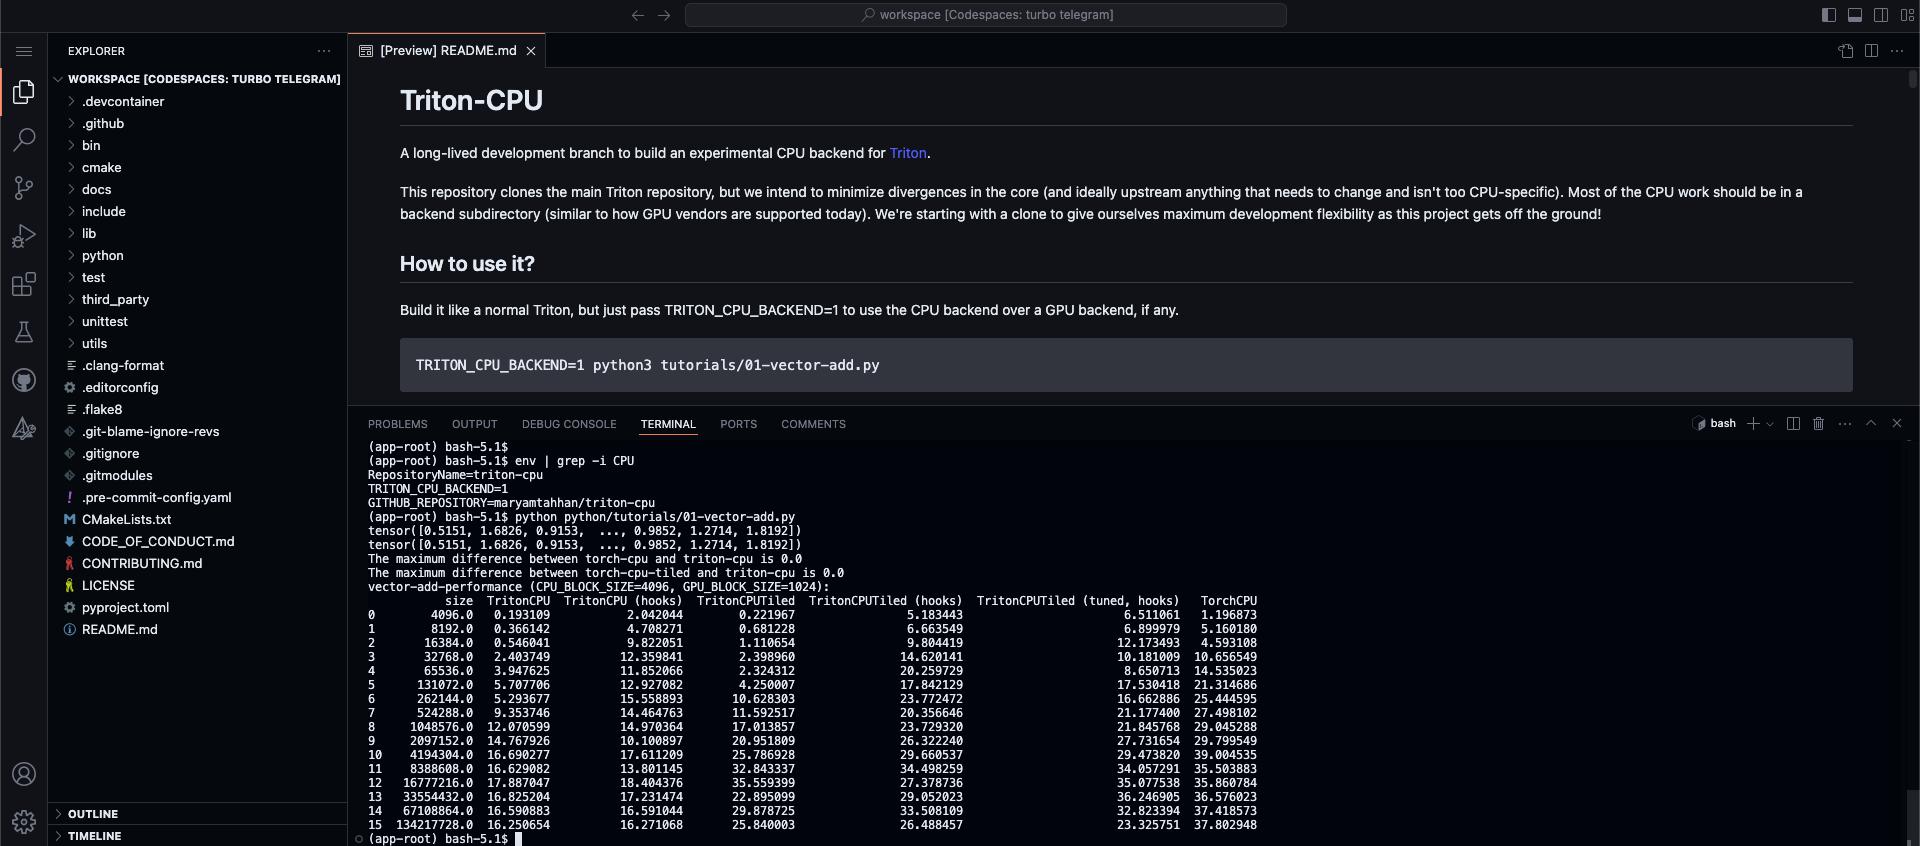 workspace [Codespaces: turbo telegram]
EXPLORER
WORKSPACE [CODESPACES: TURBO TELEGRAM]
.devcontainer
.github
bin
cmake
docs
include
lib
python
test
third_party
unittest
utils
.clang-format
.editorconfig
.flake8
.git-blame-ignore-revs
.gitignore
.gitmodules
.pre-commit-config.yaml
CMakeLists.txt
CODE_OF_CONDUCT.md
CONTRIBUTING.md
LICENSE
pyproject.toml
README.md
OUTLINE
TIMELINE
[Preview] README.md
Triton-CPU
A long-lived development branch to build an experimental CPU backend for Triton.
This repository clones the main Triton repository, but we intend to minimize divergences in the core (and ideally upstream anything that needs to change and isn't too CPU-specific). Most of the CPU work should be in a
backend subdirectory (similar to how GPU vendors are supported today). We're starting with a clone to give ourselves maximum development flexibility as this project gets off the ground!
How to use it?
Build it like a normal Triton, but just pass TRITON_CPU_BACKEND=1 to use the CPU backend over a GPU backend, if any.
TRITON_CPU_BACKEND=1 python3 tutorials/01-vector-add.py
PROBLEMS OUTPUT DEBUG CONSOLE TERMINAL PORTS COMMENTS bash
(app-root) bash-5.1$
(app-root) bash-5.1$ env | grep -i CPU
RepositoryName=triton-cpu
TRITON_CPU_BACKEND=1
GITHUB_REPOSITORY=maryamtahhan/triton-cpu
(app-root) bash-5.1$ python python/tutorials/01-vector-add.py
tensor([0.5151, 1.6826, 0.9153,  ..., 0.9852, 1.2714, 1.8192])
tensor([0.5151, 1.6826, 0.9153,  ..., 0.9852, 1.2714, 1.8192])
The maximum difference between torch-cpu and triton-cpu is 0.0
The maximum difference between torch-cpu-tiled and triton-cpu is 0.0
vector-add-performance (CPU_BLOCK_SIZE=4096, GPU_BLOCK_SIZE=1024):
size TritonCPU TritonCPU (hooks) TritonCPUTiled TritonCPUTiled (hooks) TritonCPUTiled (tuned, hooks) TorchCPU
0 4096.0 0.193109 2.042044 0.221967 5.183443 6.511061 1.196873
1 8192.0 0.366142 4.708271 0.681228 6.663549 6.899979 5.160180
2 16384.0 0.546041 9.822051 1.110654 9.804419 12.173493 4.593108
3 32768.0 2.403749 12.359841 2.398960 14.620141 10.181009 10.656549
4 65536.0 3.947625 11.852066 2.324312 20.259729 8.650713 14.535023
5 131072.0 5.707706 12.927082 4.250007 17.842129 17.530418 21.314686
6 262144.0 5.293677 15.558893 10.628303 23.772472 16.662886 25.444595
7 524288.0 9.353746 14.464763 11.592517 20.356646 21.177400 27.498102
8 1048576.0 12.070599 14.970364 17.013857 23.729320 21.845768 29.045288
9 2097152.0 14.767926 10.100897 20.951809 26.322240 27.731654 29.799549
10 4194304.0 16.690277 17.611209 25.786928 29.660537 29.473820 39.004535
11 8388608.0 16.629082 13.801145 32.843337 34.498259 34.057291 35.503883
12 16777216.0 17.887047 18.404376 35.559399 27.378736 35.077538 35.860784
13 33554432.0 16.825204 17.231474 22.895099 29.052023 36.246905 36.576023
14 67108864.0 16.590883 16.591044 29.878725 33.508109 32.823394 37.418573
15 134217728.0 16.250654 16.271068 25.840003 26.488457 23.325751 37.802948
(app-root) bash-5.1$